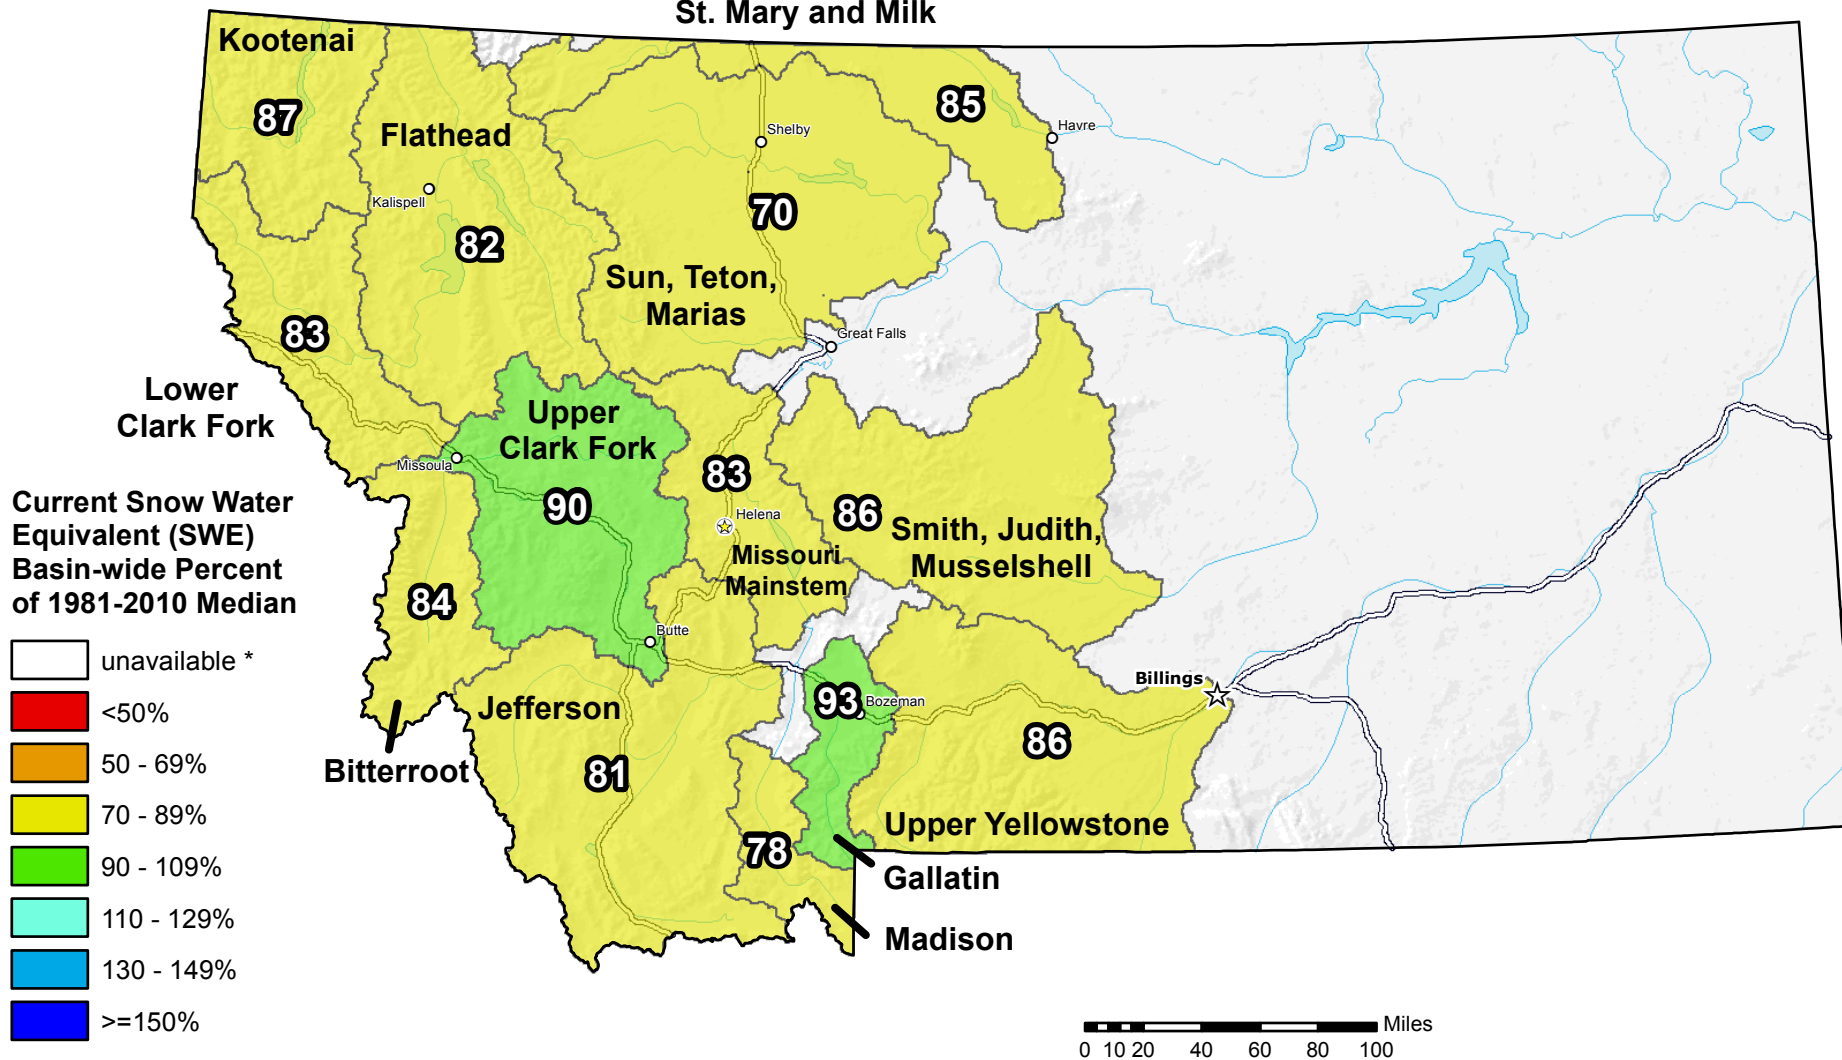 St. Mary and Milk
Kootenai
87
Flathead
85
Shelby
Havre
Kalispell
70
82
Sun, Teton,
Marias
83
Great Falls
Lower
Clark Fork
Upper
Clark Fork
Missoula
83
90
86
Helena
Smith, Judith,
Musselshell
Missouri
Mainstem
Current Snow Water
Equivalent (SWE)
Basin-wide Percent
of 1981-2010 Median
84
Butte
unavailable *
<50%
50 - 69%
70 - 89%
90 - 109%
110 - 129%
130 - 149%
>=150%
Billings
Jefferson
93
Bozeman
86
Bitterroot
81
Upper Yellowstone
78
Gallatin
Madison
Miles
0 10 20 40 60 80 100